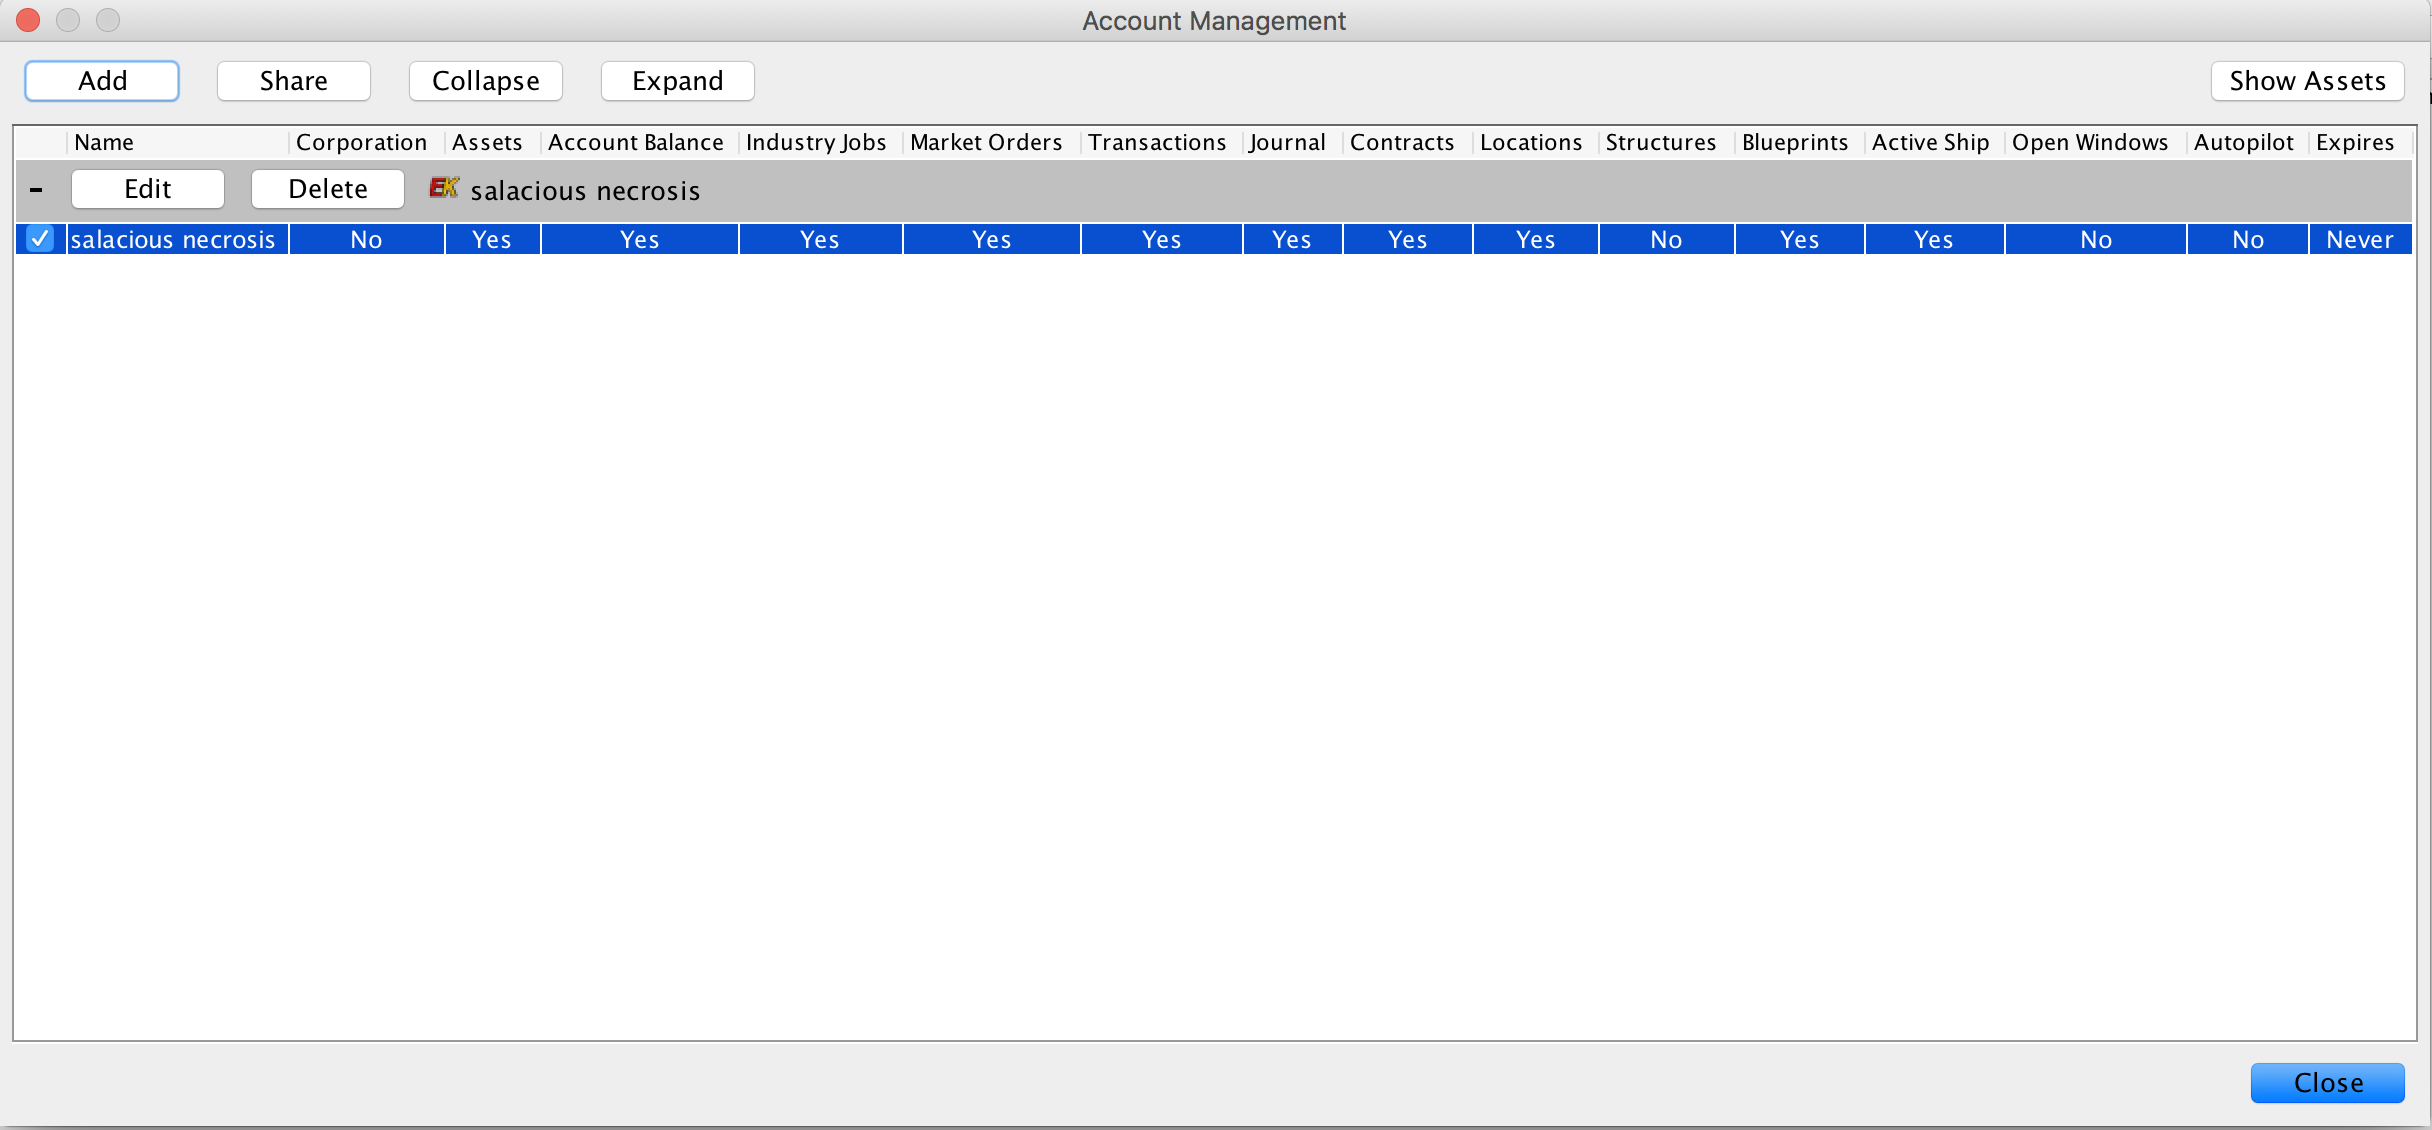 Account Management
Add Share Collapse Expand Show Assets
Name Corporation Assets Account Balance Industry Jobs Market Orders Transactions Journal Contracts Locations Structures Blueprints Active Ship Open Windows Autopilot Expires
- Edit Delete EK salacious necrosis
salacious necrosis No Yes Yes Yes Yes Yes Yes Yes Yes No Yes Yes No No Never
Close